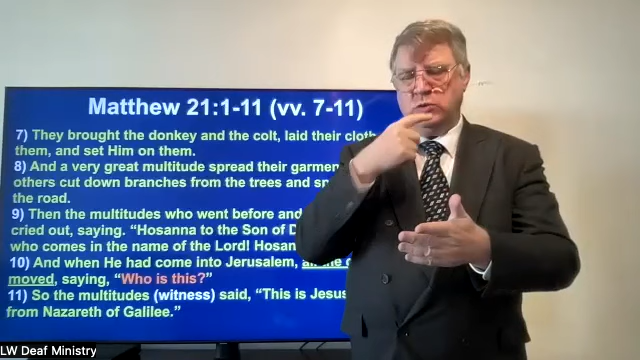 Matthew 21:1-11 (vv. 7-11)
7) They brought the donkey and the colt, laid their
them, and set Him on them.
8) And a very great multitude spread their
others cut down branches from the trees and
the road.
9) Then the multitudes who went before and
cried out, saying. “Hosanna to the Son of
who comes in the name of the Lord!
10) And when He had come into Jerusalem,
moved, saying, “Who is this?”
11) So the multitudes (witness) said, “This is Jesus
from Nazareth of Galilee.”
LW Deaf Ministry